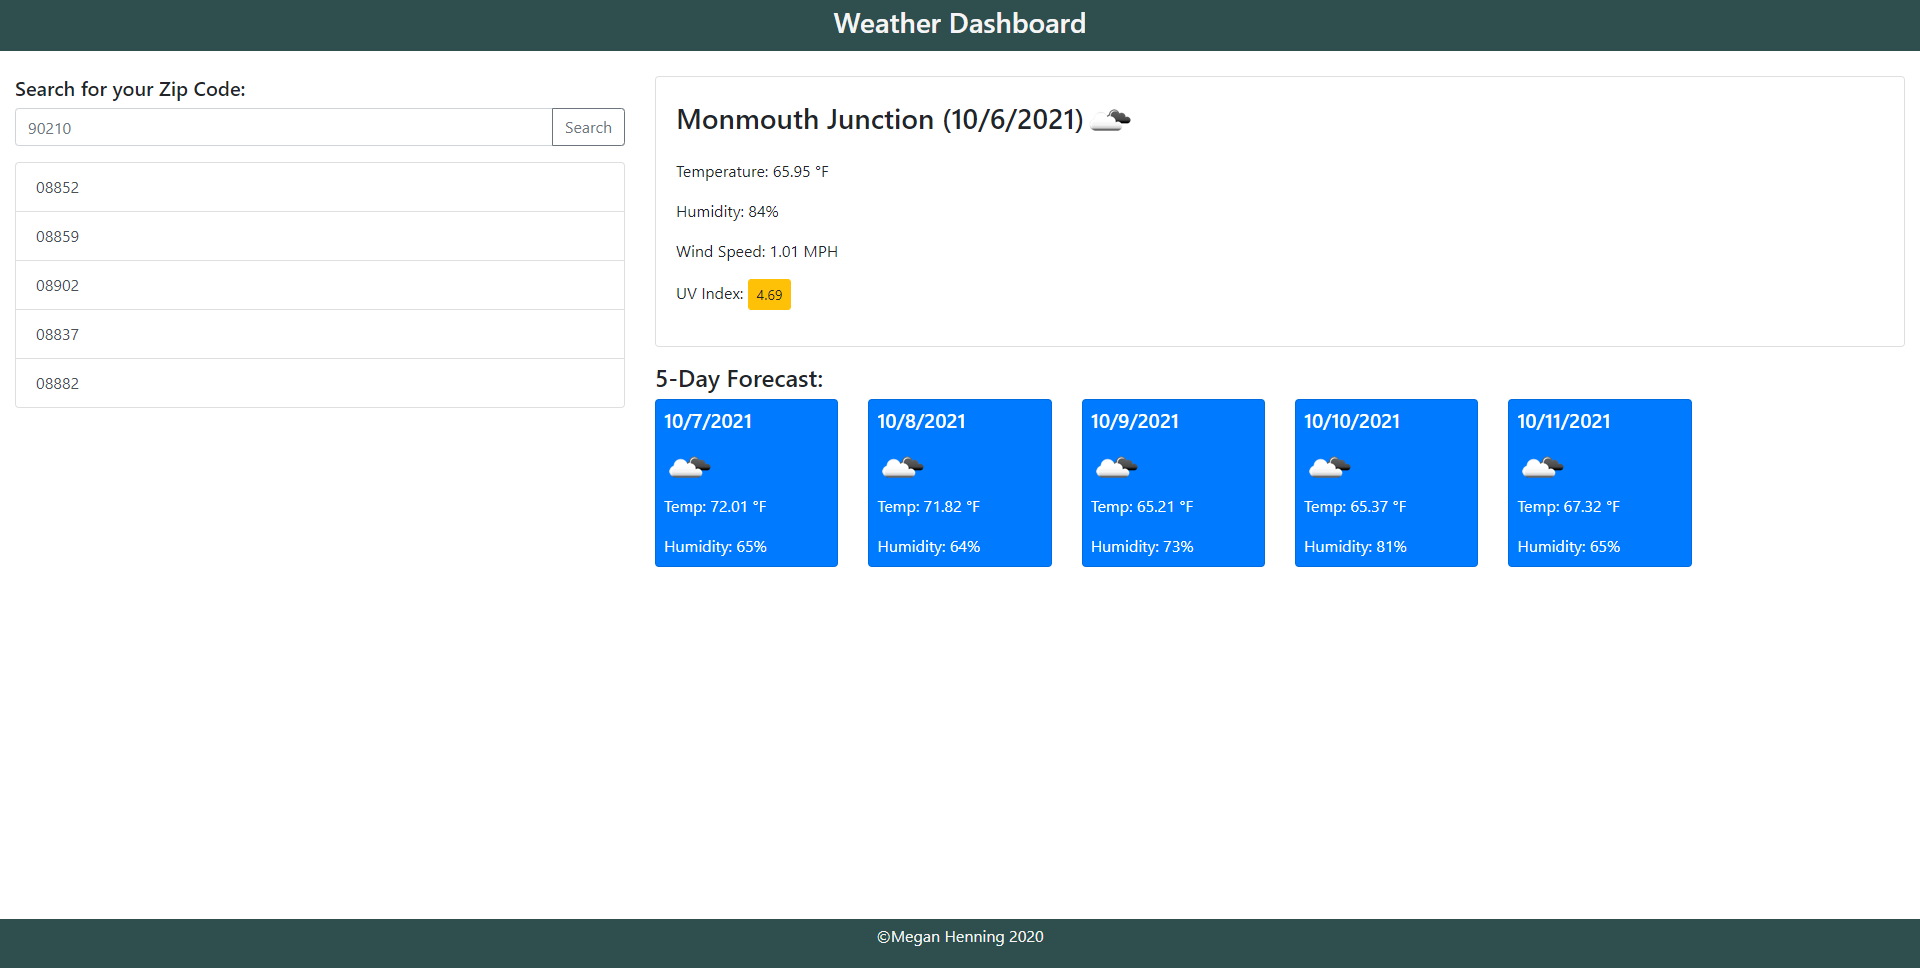 Weather Dashboard
Search for your Zip Code:
90210
Search
08852
08859
08902
08837
08882
Monmouth Junction (10/6/2021)
Temperature: 65.95 °F
Humidity: 84%
Wind Speed: 1.01 MPH
UV Index: 4.69
5-Day Forecast:
10/7/2021
Temp: 72.01 °F
Humidity: 65%
10/8/2021
Temp: 71.82 °F
Humidity: 64%
10/9/2021
Temp: 65.21 °F
Humidity: 73%
10/10/2021
Temp: 65.37 °F
Humidity: 81%
10/11/2021
Temp: 67.32 °F
Humidity: 65%
©Megan Henning 2020